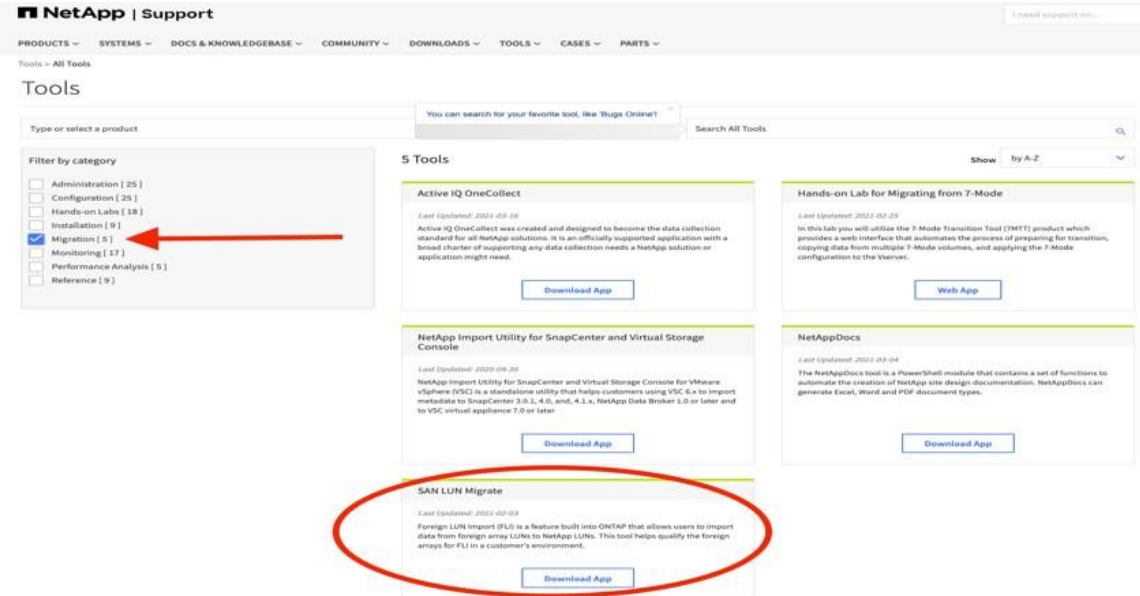 NetApp | Support
I need support on...
PRODUCTS SYSTEMS DOCS & KNOWLEDGEBASE COMMUNITY DOWNLOADS TOOLS CASES PARTS
Tools > All Tools
Tools
You can search for your favorite tool, like 'Bugs Online'!
Type or select a product
Search All Tools
Filter by category
Administration [ 25 ]
Configuration [ 25 ]
Hands-on Labs [ 18 ]
Installation [ 9 ]
Migration [ 5 ]
Monitoring [ 17 ]
Performance Analysis [ 5 ]
Reference [ 9 ]
5 Tools
Show by A-Z
Active IQ OneCollect
Last Updated: 2021-03-16
Active IQ OneCollect was created and designed to become the data collection
standard for all NetApp solutions. It is an officially supported application with a
broad charter of supporting any data collection needs a NetApp solution or
application might need.
Download App
Hands-on Lab for Migrating from 7-Mode
Last Updated: 2021-02-25
In this lab you will utilize the 7-Mode Transition Tool (7MTT) product which
provides a web interface that automates the process of preparing for transition,
copying data from multiple 7-Mode volumes, and applying the 7-Mode
configuration to the Vserver.
Web App
NetApp Import Utility for SnapCenter and Virtual Storage
Console
Last Updated: 2020-04-30
NetApp Import Utility for SnapCenter and Virtual Storage Console for VMware
vSphere (VSC) is a standalone utility that helps customers using VSC 6.x to import
metadata to SnapCenter 3.0.1, 4.0, and, 4.1.x, NetApp Data Broker 1.0 or later and
to VSC virtual appliance 7.0 or later
Download App
NetAppDocs
Last Updated: 2021-03-04
The NetAppDocs tool is a PowerShell module that contains a set of functions to
automate the creation of NetApp site design documentation. NetAppDocs can
generate Excel, Word and PDF document types.
Download App
SAN LUN Migrate
Last Updated: 2021-02-03
Foreign LUN Import (FLI) is a feature built into ONTAP that allows users to import
data from foreign array LUNs to NetApp LUNs. This tool helps qualify the foreign
arrays for FLI in a customer's environment.
Download App